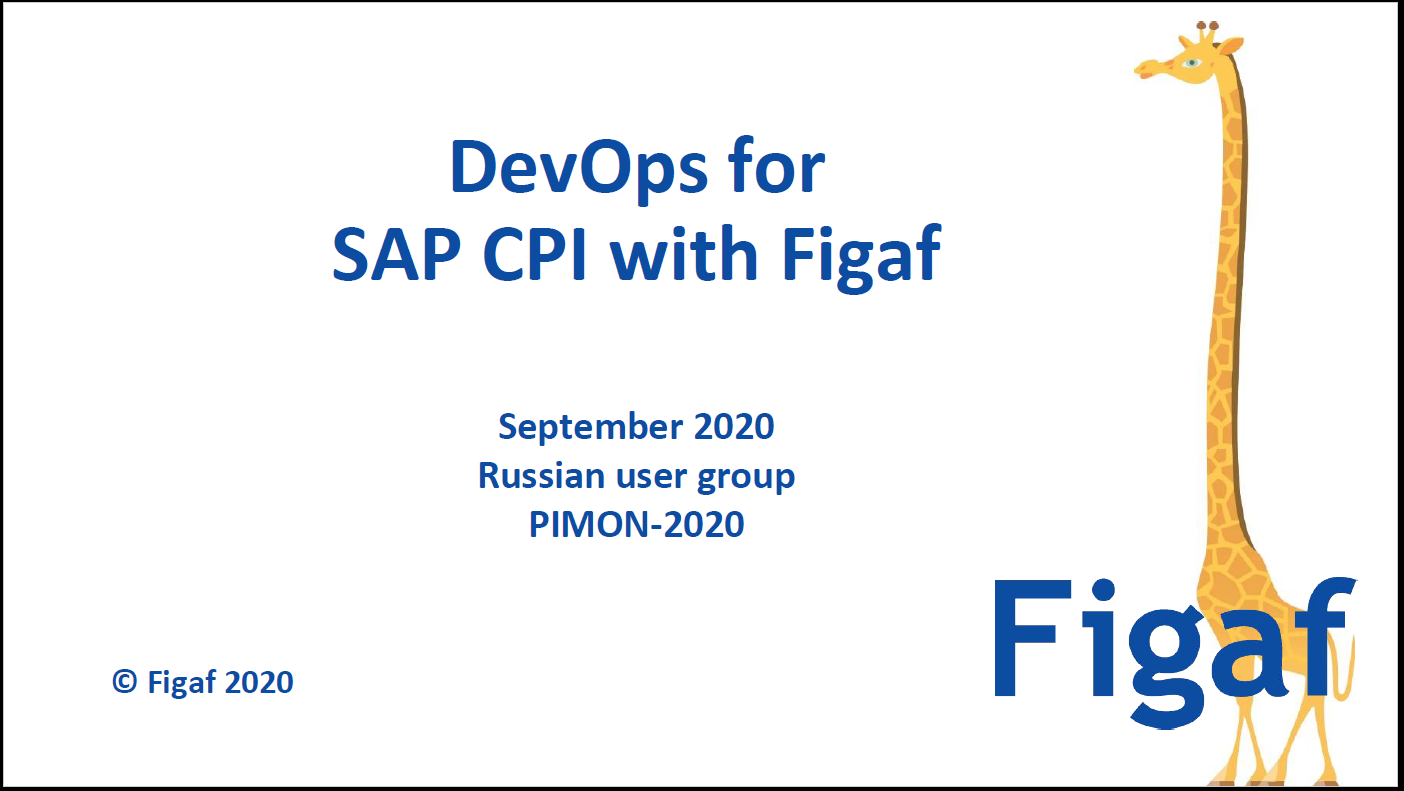 DevOps for
SAP CPI with Figaf
September 2020
Russian user group
PIMON-2020
© Figaf 2020
Figaf